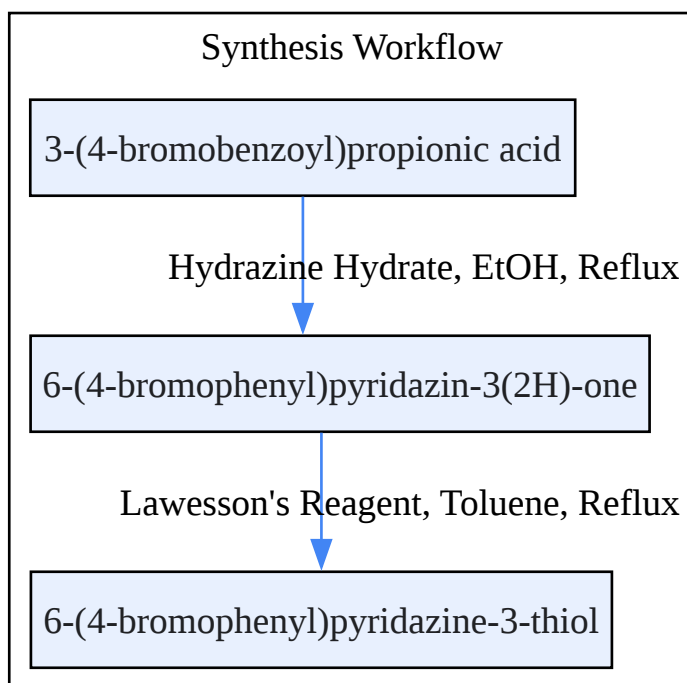 Synthesis Workflow
3-(4-bromobenzoyl)propionic acid
Hydrazine Hydrate, EtOH, Reflux
6-(4-bromophenyl)pyridazin-3(2H)-one
Lawesson's Reagent, Toluene, Reflux
6-(4-bromophenyl)pyridazine-3-thiol